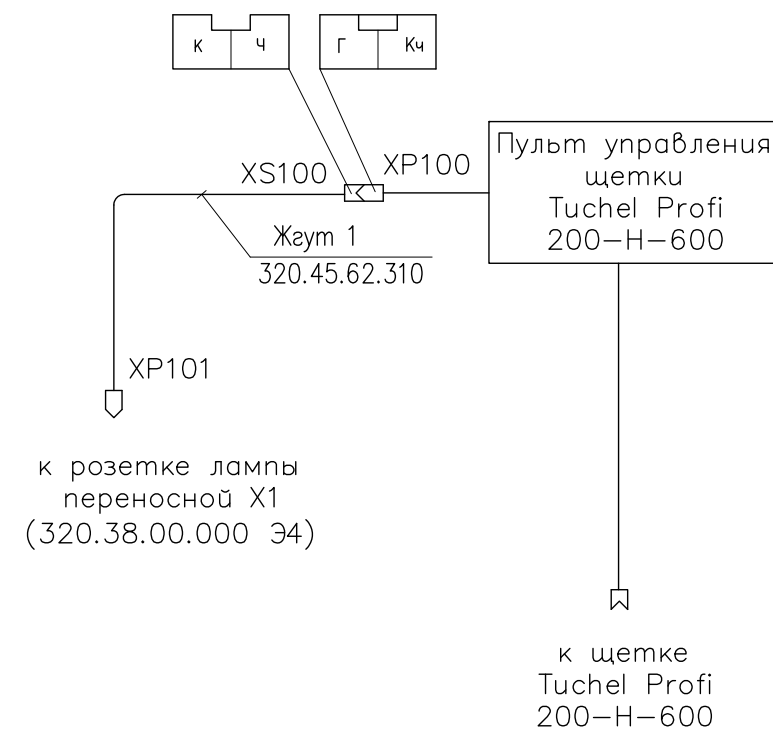 К Ч Г Кч
XS100 XP100
Пульт управления
щетки
Tuchel Profi
200-H-600
Жгут 1
320.45.62.310
XP101
к розетке лампы
переносной X1
(320.38.00.000 Э4)
к щетке
Tuchel Profi
200-H-600